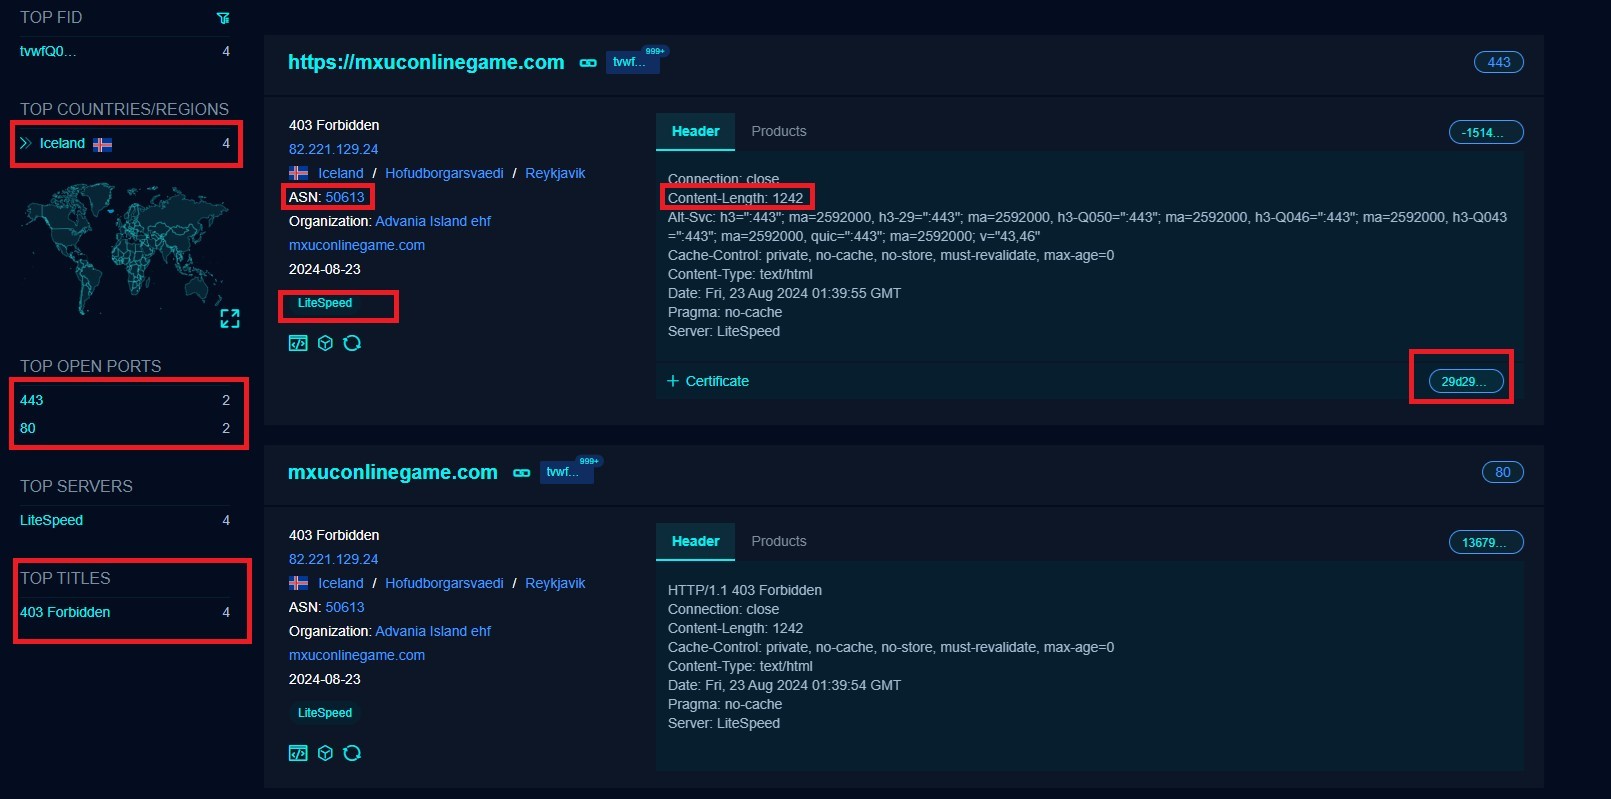 TOP FID
tvwfQ0... 4
TOP COUNTRIES/REGIONS
Iceland 4
TOP OPEN PORTS
443 2
80 2
TOP SERVERS
LiteSpeed 4
TOP TITLES
403 Forbidden 4
https://mxuconlinegame.com tvwf... 999+ 443
403 Forbidden
82.221.129.24
Iceland / Hofudborgarsvaedi / Reykjavik
ASN: 50613
Organization: Advania Island ehf
mxuconlinegame.com
2024-08-23
LiteSpeed
Header Products -1514...
Connection: close
Content-Length: 1242
Alt-Svc: h3=":443"; ma=2592000, h3-29=":443"; ma=2592000, h3-Q050=":443"; ma=2592000, h3-Q046=":443"; ma=2592000, h3-Q043
=":443"; ma=2592000, quic=":443"; ma=2592000; v="43,46"
Cache-Control: private, no-cache, no-store, must-revalidate, max-age=0
Content-Type: text/html
Date: Fri, 23 Aug 2024 01:39:55 GMT
Pragma: no-cache
Server: LiteSpeed
+ Certificate 29d29...
mxuconlinegame.com tvwf... 999+ 80
403 Forbidden
82.221.129.24
Iceland / Hofudborgarsvaedi / Reykjavik
ASN: 50613
Organization: Advania Island ehf
mxuconlinegame.com
2024-08-23
LiteSpeed
Header Products 13679...
HTTP/1.1 403 Forbidden
Connection: close
Content-Length: 1242
Cache-Control: private, no-cache, no-store, must-revalidate, max-age=0
Content-Type: text/html
Date: Fri, 23 Aug 2024 01:39:54 GMT
Pragma: no-cache
Server: LiteSpeed